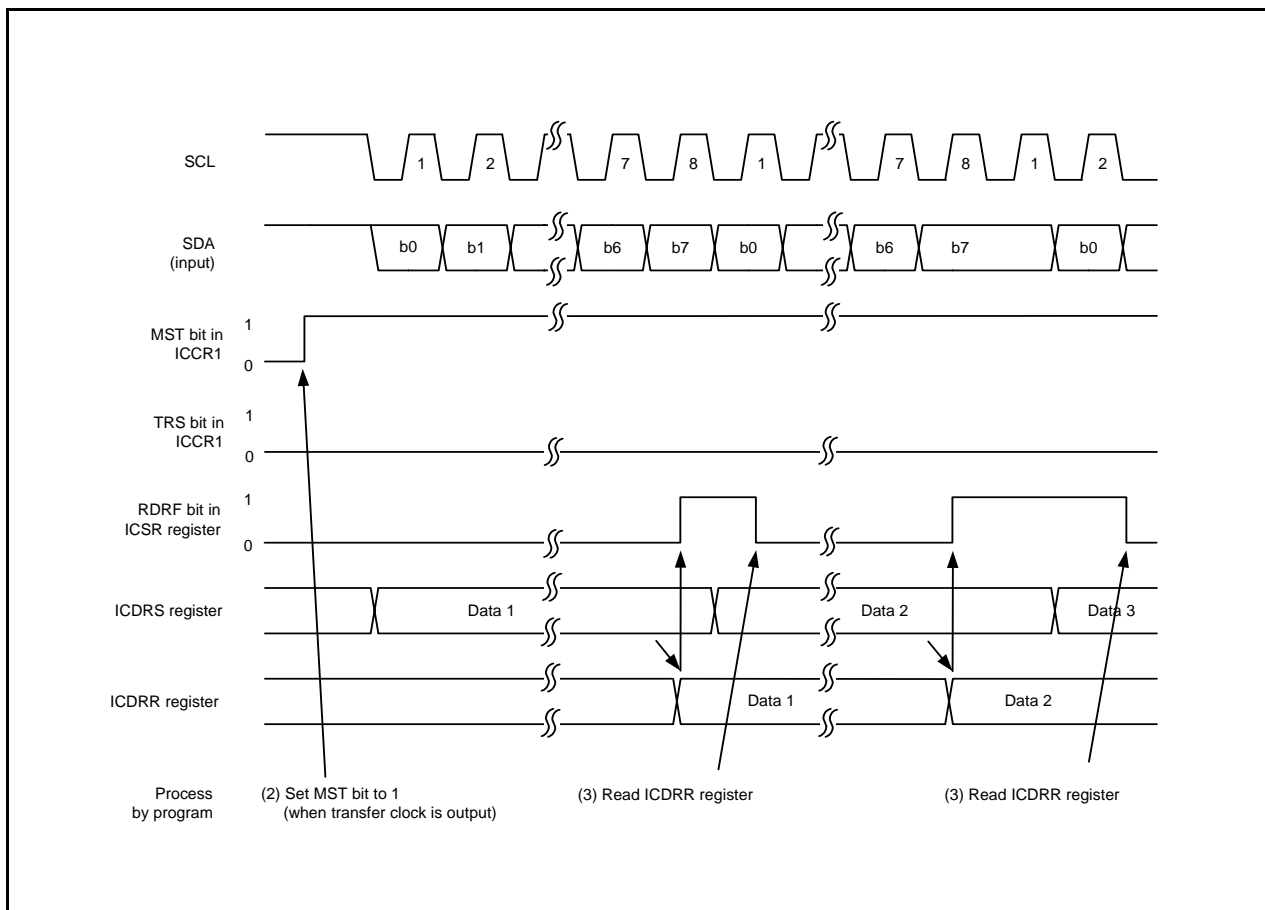 SCL
1 2 7 8 1 7 8 1 2
SDA
(input)
b0 b1 b6 b7 b0 b6 b7 b0
MST bit in
ICCR1
1
0
TRS bit in
ICCR1
1
0
RDRF bit in
ICSR register
1
0
ICDRS register
Data 1 Data 2 Data 3
ICDRR register
Data 1 Data 2
Process
by program
(2) Set MST bit to 1
(when transfer clock is output)
(3) Read ICDRR register
(3) Read ICDRR register